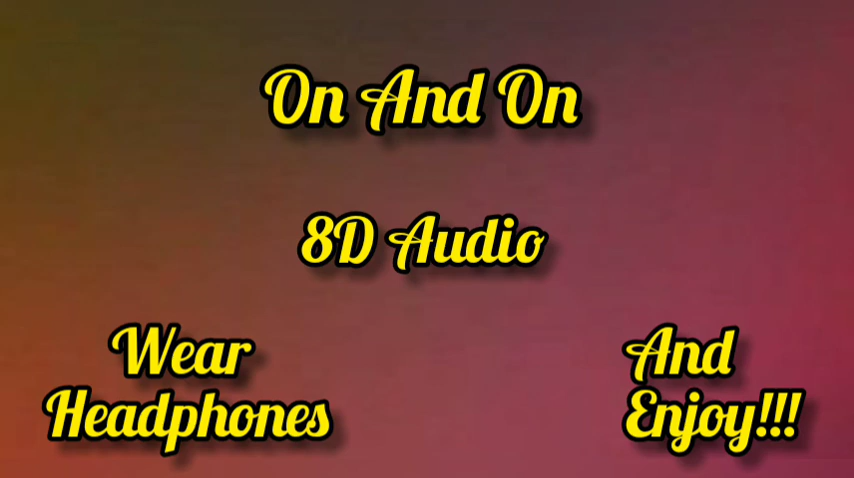 On And On
8D Audio
Wear
Headphones
And
Enjoy!!!